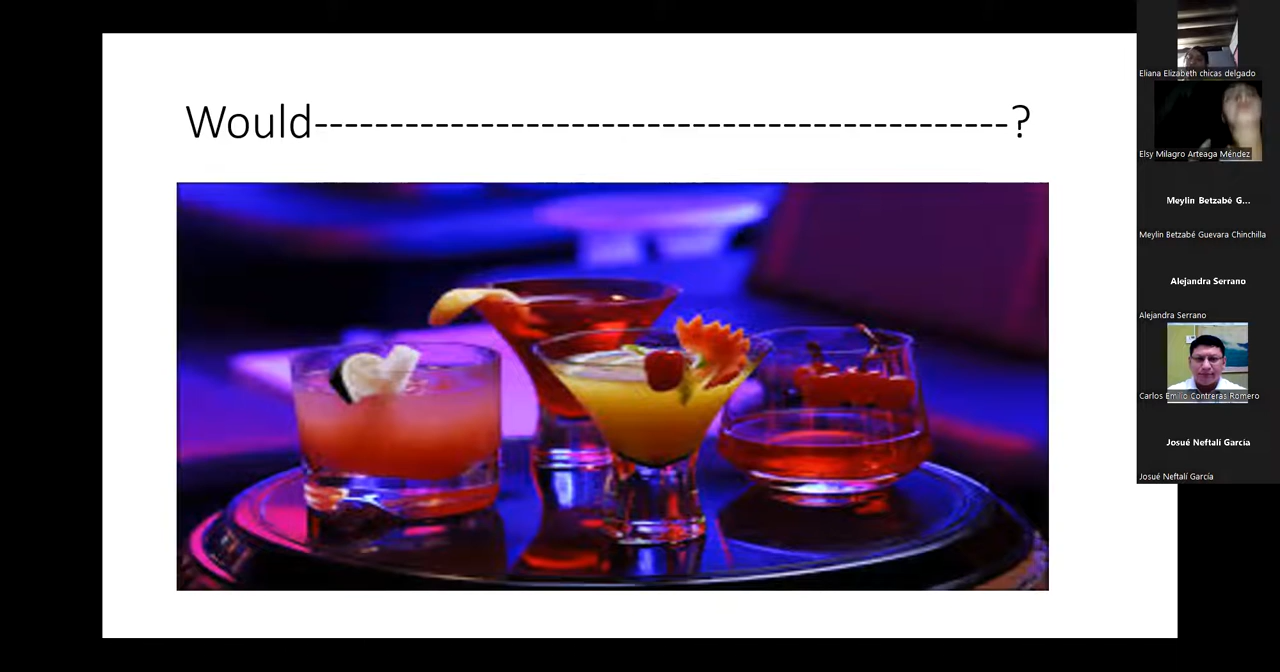 Would----------------------------------------------?
Eliana Elizabeth chicas delgado
Elsy Milagro Arteaga Méndez
Meylin Betzabé G...
Meylin Betzabé Guevara Chinchilla
Alejandra Serrano
Alejandra Serrano
Carlos Emilio Contreras Romero
Josué Neftalí García
Josué Neftalí García